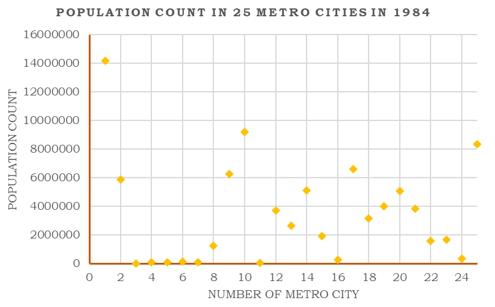 POPULATION COUNT IN 25 METRO CITIES IN 1984
16000000
14000000
12000000
10000000
8000000
6000000
4000000
2000000
0
POPULATION COUNT
0 2 4 6 8 10 12 14 16 18 20 22 24
NUMBER OF METRO CITY